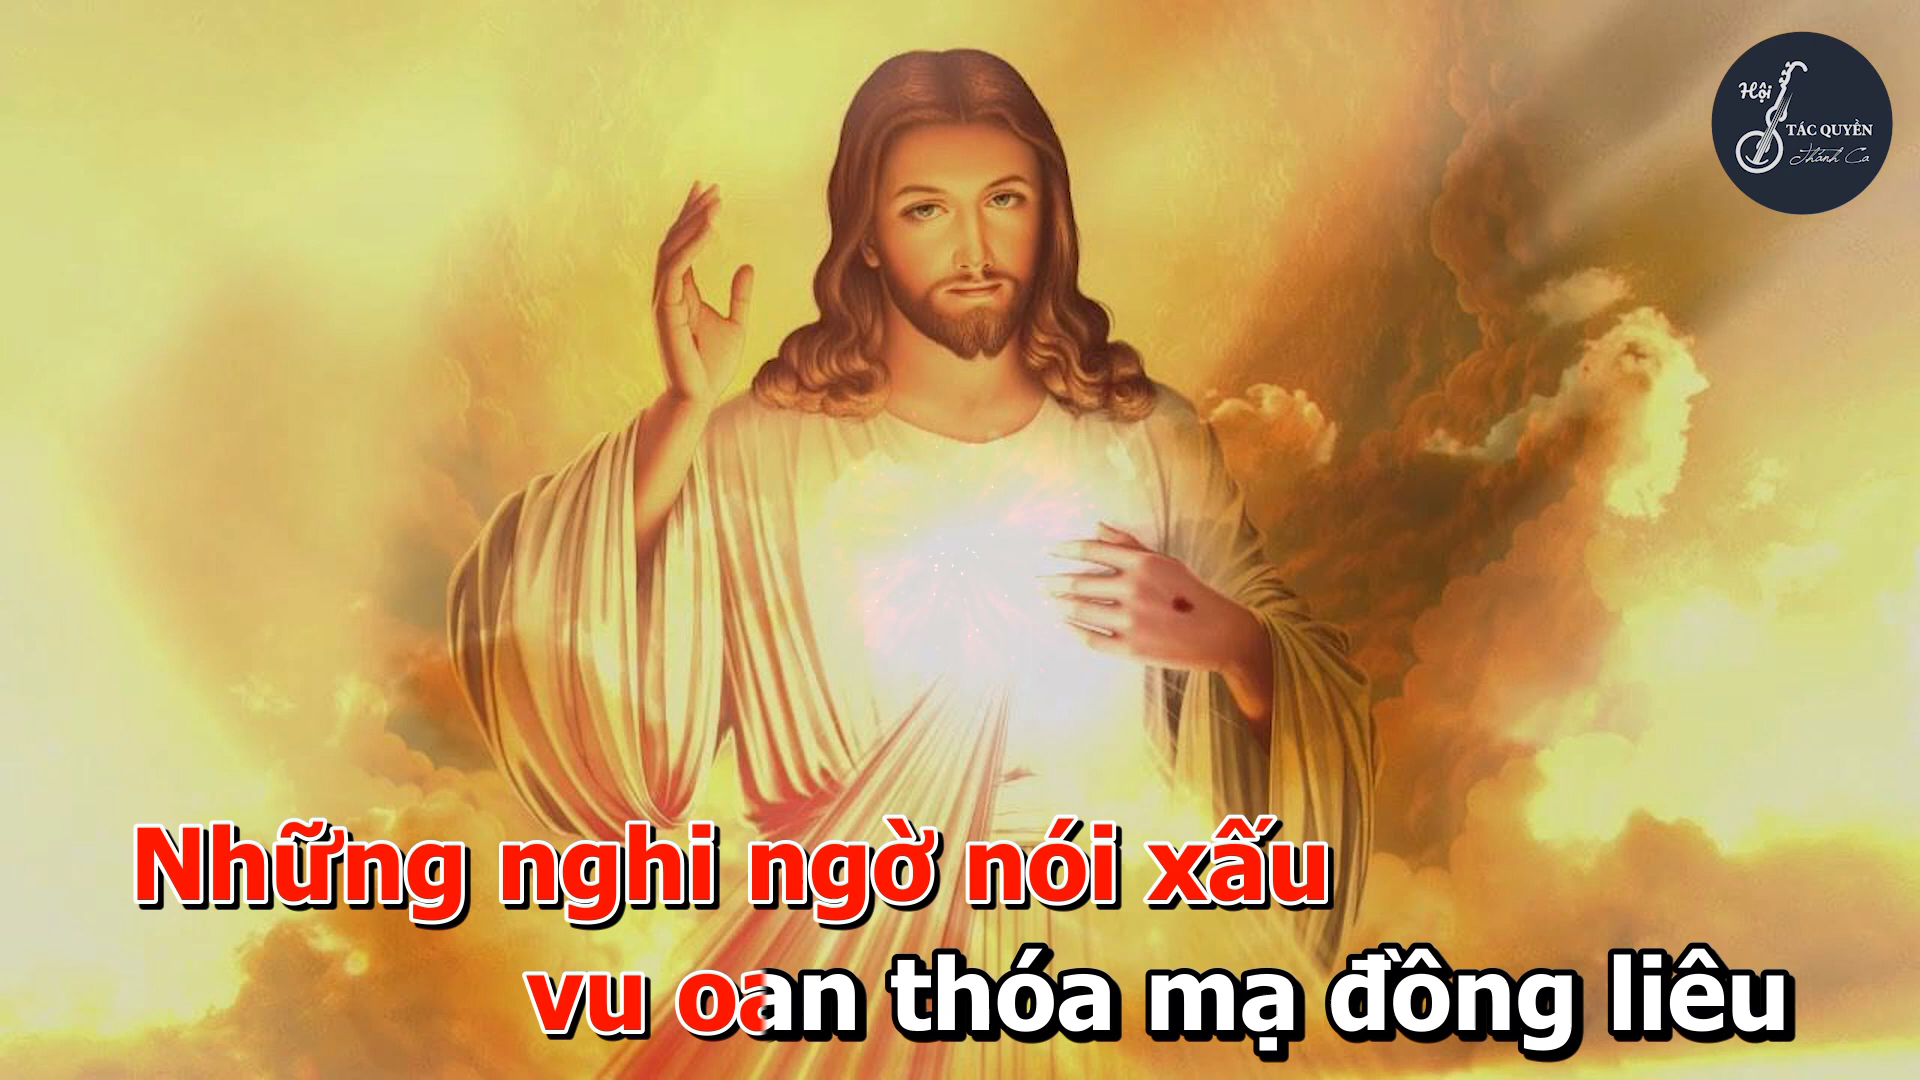 Hội
TÁC QUYỀN
Thánh Ca
Những nghi ngờ nói xấu
vu oan thóa mạ đồng liêu